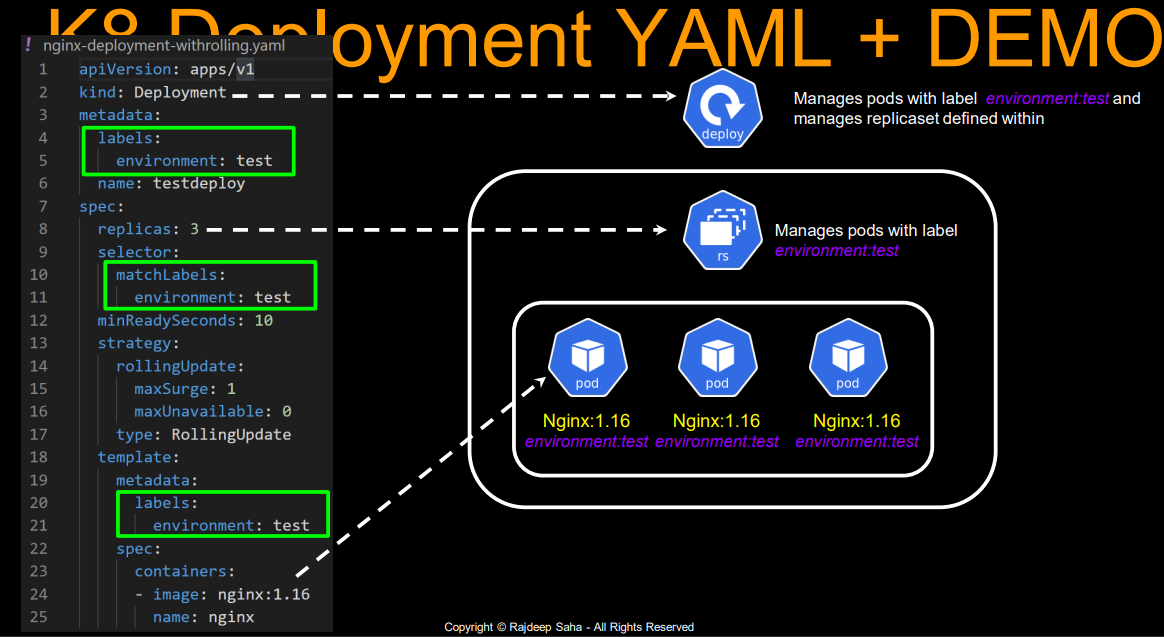 K8 Deployment YAML + DEMO
! nginx-deployment-withrolling.yaml
1 apiVersion: apps/v1
2 kind: Deployment
3 metadata:
4 labels:
5 environment: test
6 name: testdeploy
7 spec:
8 replicas: 3
9 selector:
10 matchLabels:
11 environment: test
12 minReadySeconds: 10
13 strategy:
14 rollingUpdate:
15 maxSurge: 1
16 maxUnavailable: 0
17 type: RollingUpdate
18 template:
19 metadata:
20 labels:
21 environment: test
22 spec:
23 containers:
24 - image: nginx:1.16
25 name: nginx
deploy
Manages pods with label environment:test and
manages replicaset defined within
rs
Manages pods with label
environment:test
pod pod pod
Nginx:1.16 Nginx:1.16 Nginx:1.16
environment:test environment:test environment:test
Copyright © Rajdeep Saha - All Rights Reserved